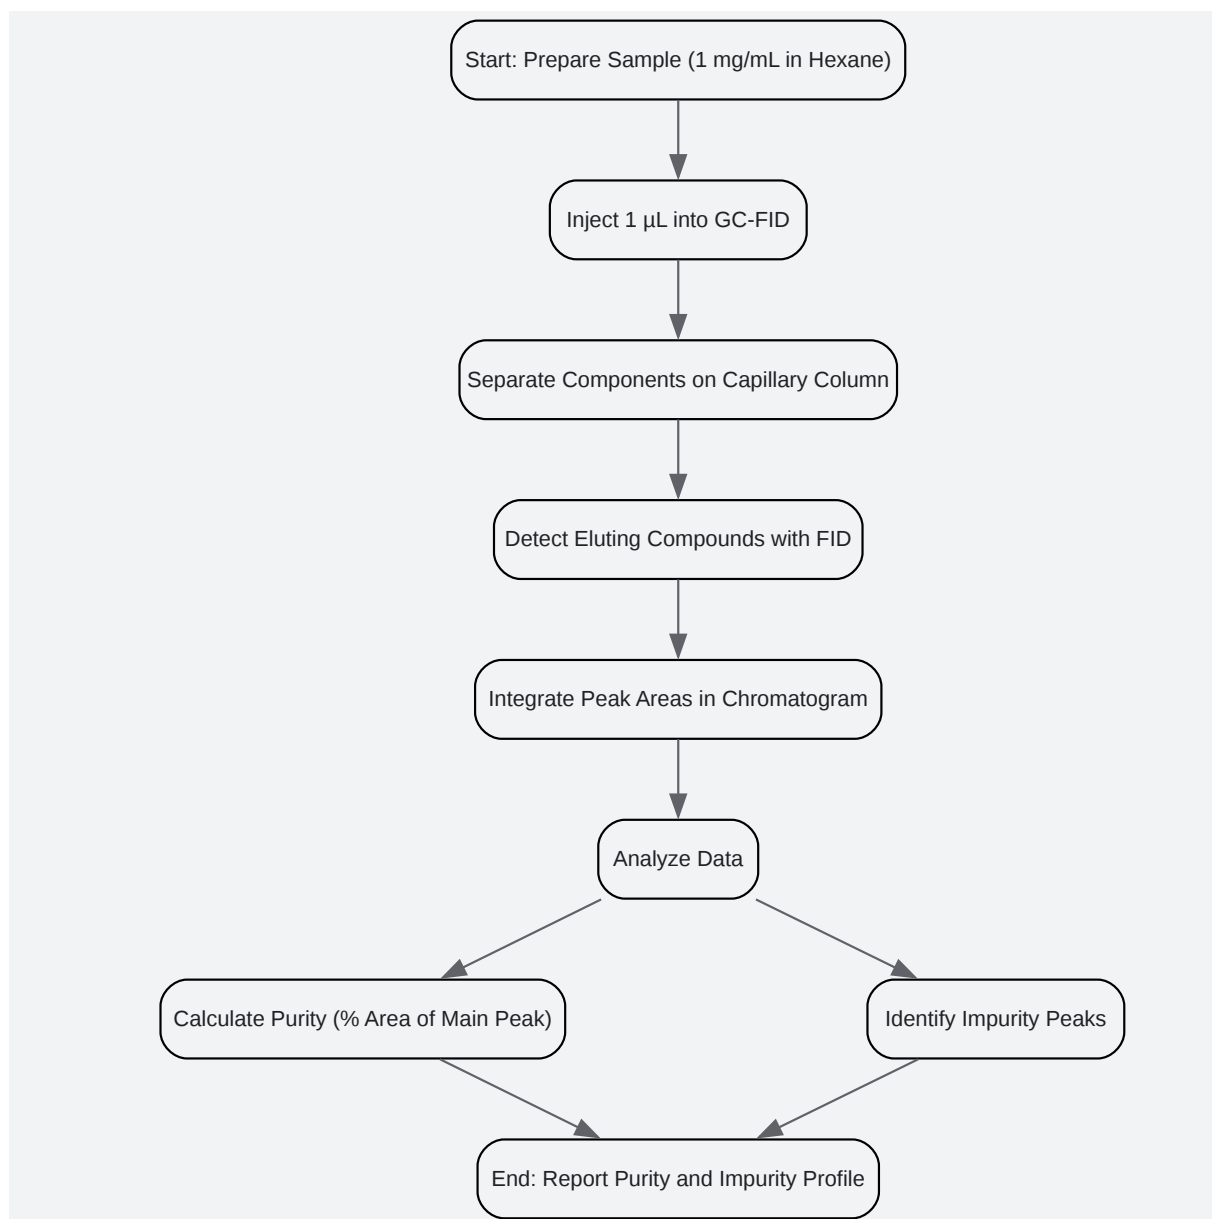 Start: Prepare Sample (1 mg/mL in Hexane)
Inject 1 µL into GC-FID
Separate Components on Capillary Column
Detect Eluting Compounds with FID
Integrate Peak Areas in Chromatogram
Analyze Data
Calculate Purity (% Area of Main Peak)
Identify Impurity Peaks
End: Report Purity and Impurity Profile